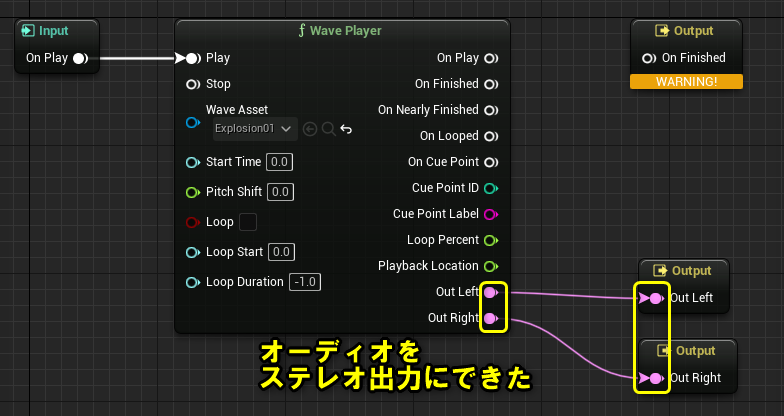 Input
On Play
Wave Player
Play
Stop
Wave Asset
Explosion01
Start Time 0.0
Pitch Shift 0.0
Loop
Loop Start 0.0
Loop Duration -1.0
On Play
On Finished
On Nearly Finished
On Looped
On Cue Point
Cue Point ID
Cue Point Label
Loop Percent
Playback Location
Out Left
Out Right
Output
On Finished
WARNING!
Output
Out Left
Output
Out Right
オーディオを
ステレオ出力にできた